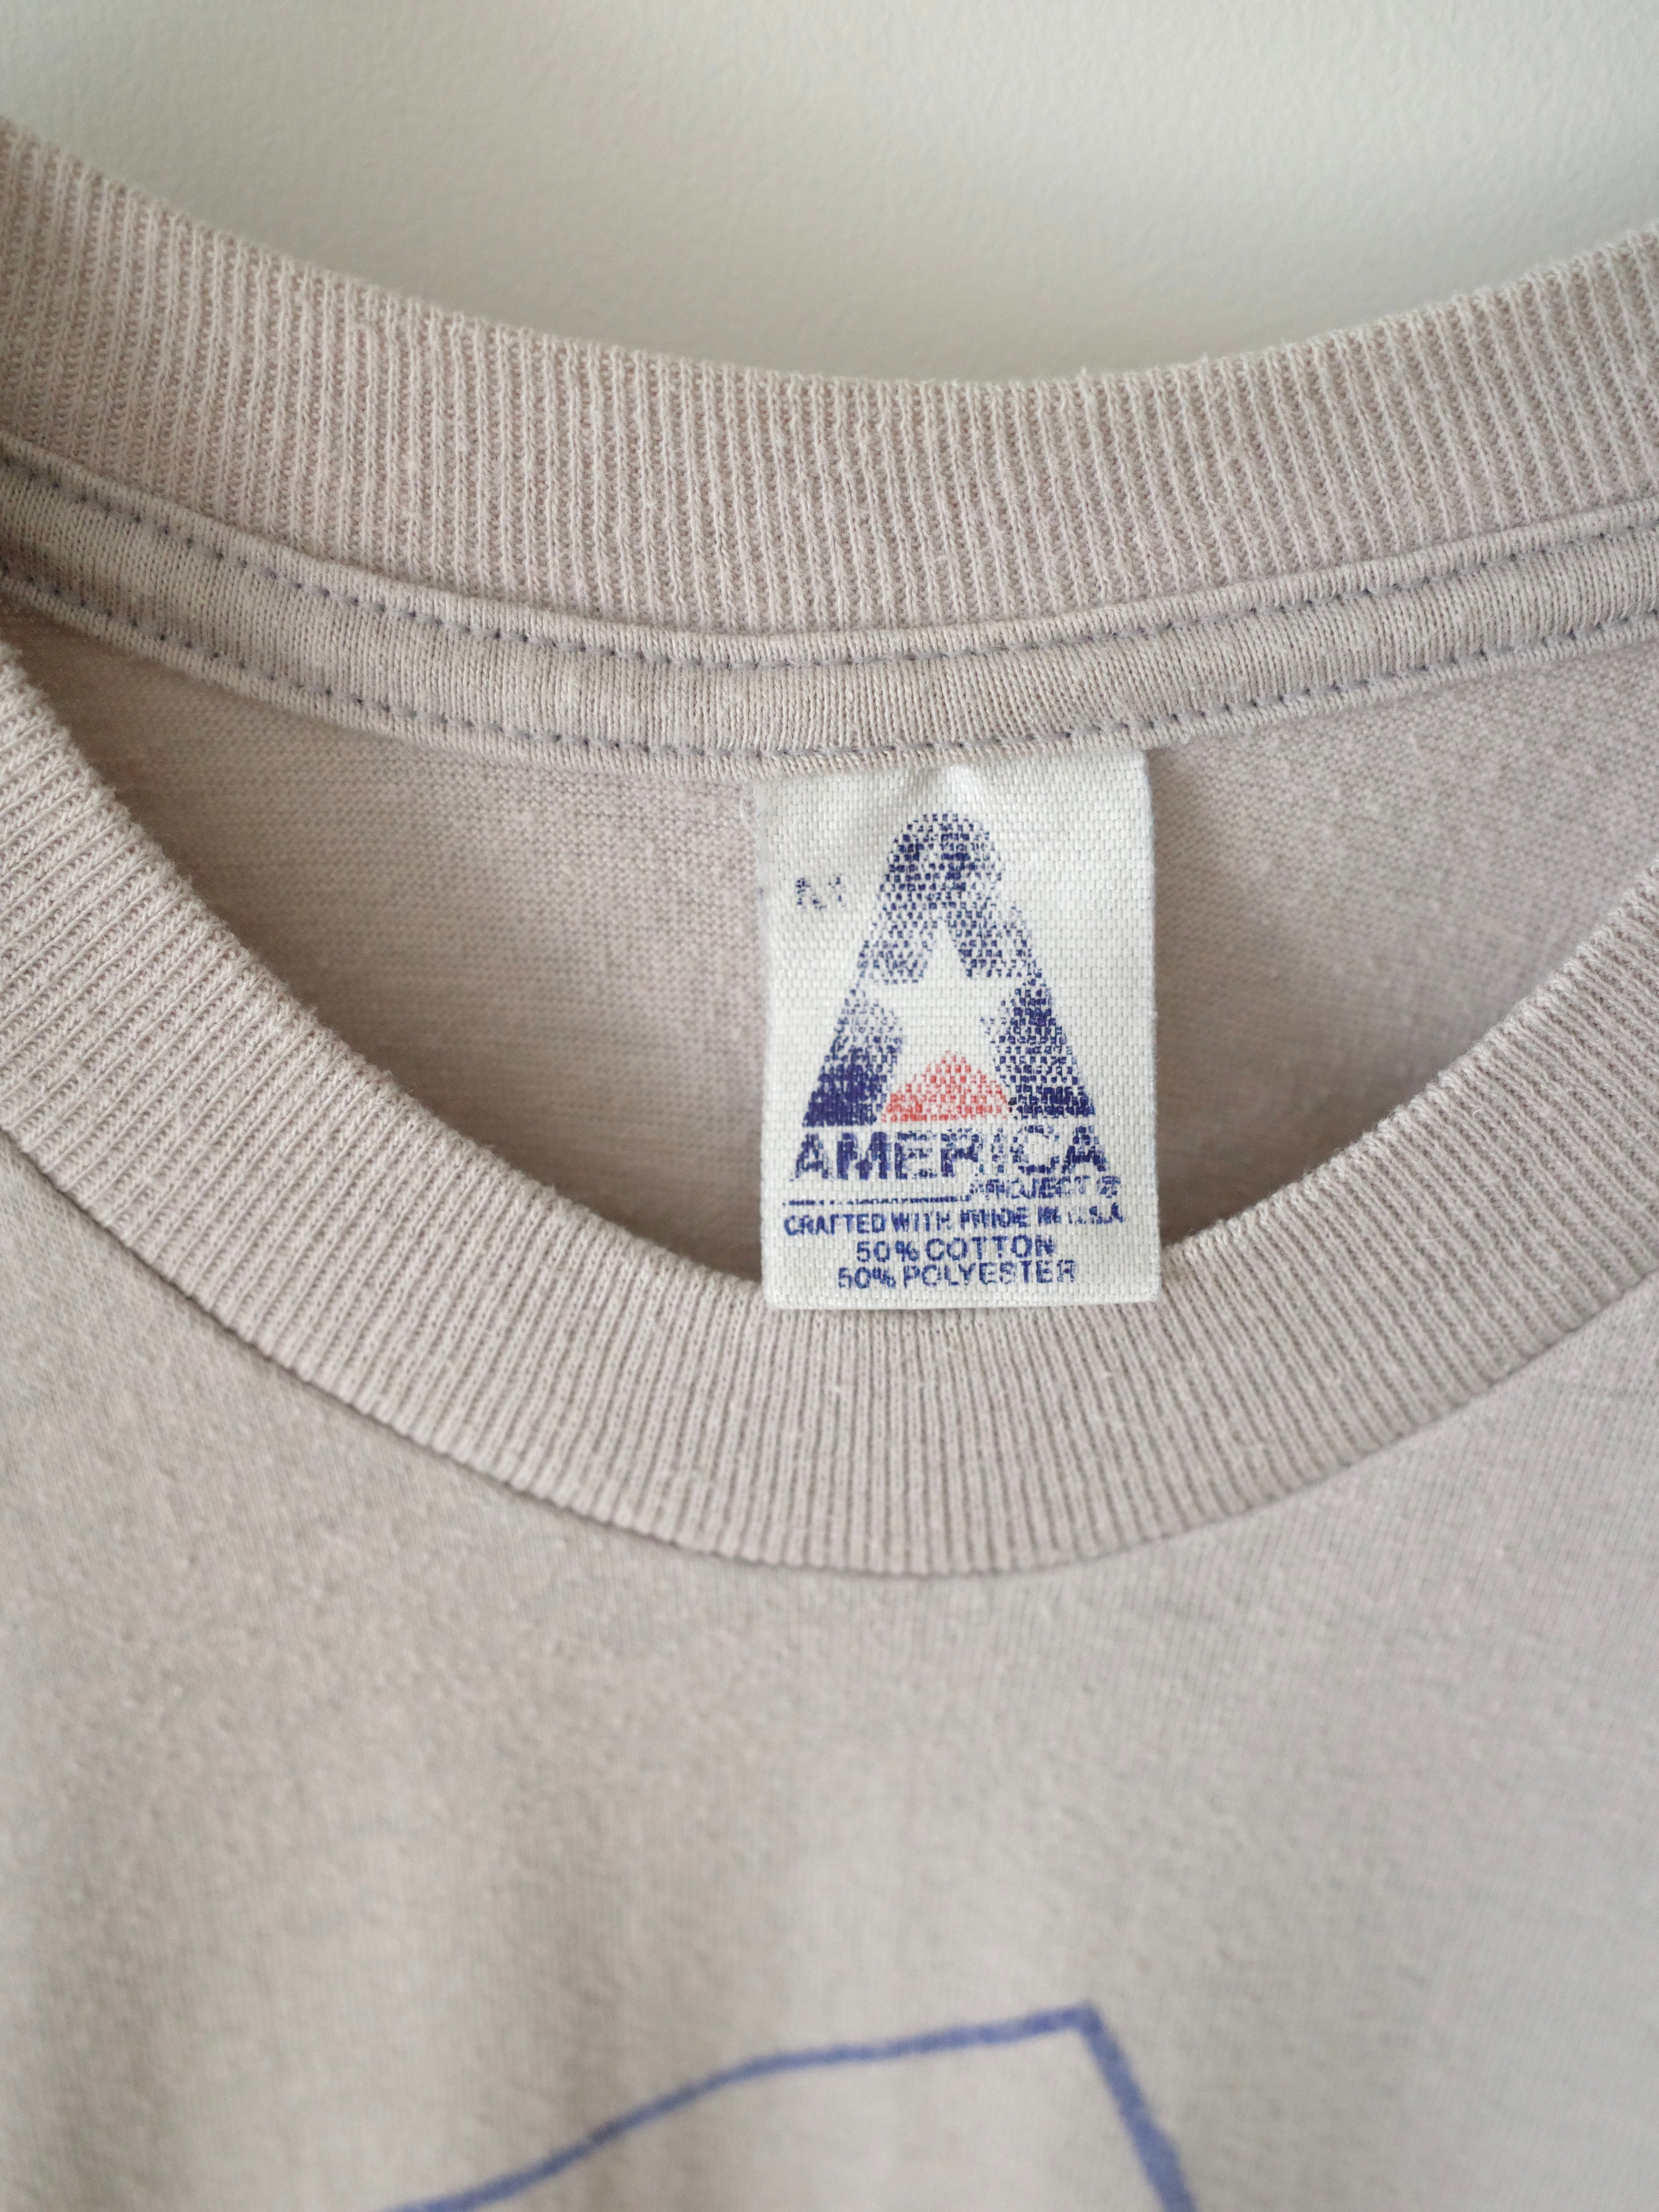 AMERICA
PROJECT ®
CRAFTED WITH PRIDE IN U.S.A
50% COTTON
50% POLYESTER